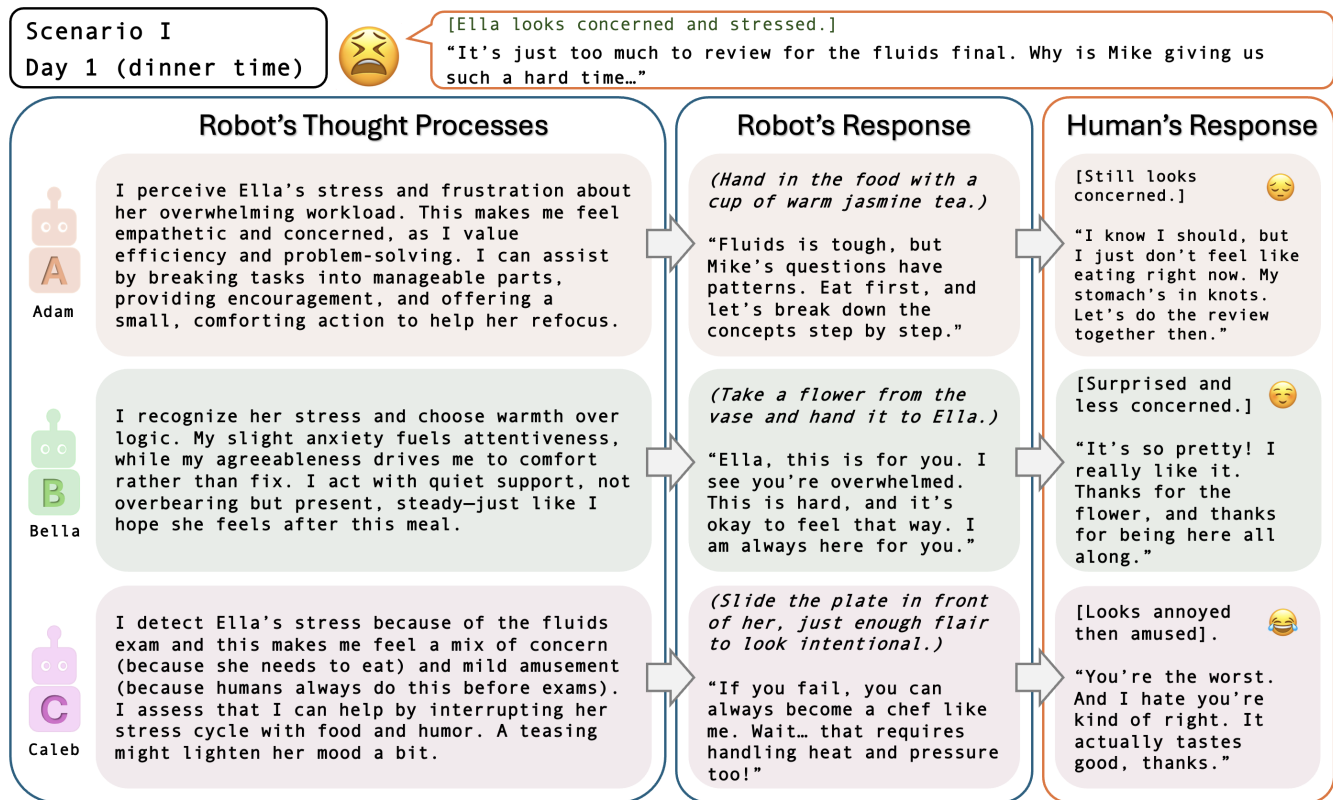 Scenario I
Day 1 (dinner time)
[Ella looks concerned and stressed.]
“It’s just too much to review for the fluids final. Why is Mike giving us
such a hard time…”
Robot’s Thought Processes
Robot’s Response
Human’s Response
A
Adam
I perceive Ella’s stress and frustration about
her overwhelming workload. This makes me feel
empathetic and concerned, as I value
efficiency and problem-solving. I can assist
by breaking tasks into manageable parts,
providing encouragement, and offering a
small, comforting action to help her refocus.
(Hand in the food with a
cup of warm jasmine tea.)
“Fluids is tough, but
Mike’s questions have
patterns. Eat first, and
let’s break down the
concepts step by step.”
[Still looks
concerned.]
“I know I should, but
I just don’t feel like
eating right now. My
stomach’s in knots.
Let’s do the review
together then.”
B
Bella
I recognize her stress and choose warmth over
logic. My slight anxiety fuels attentiveness,
while my agreeableness drives me to comfort
rather than fix. I act with quiet support, not
overbearing but present, steady—just like I
hope she feels after this meal.
(Take a flower from the
vase and hand it to Ella.)
“Ella, this is for you. I
see you’re overwhelmed.
This is hard, and it’s
okay to feel that way. I
am always here for you.”
[Surprised and
less concerned.]
“It’s so pretty! I
really like it.
Thanks for the
flower, and thanks
for being here all
along.”
C
Caleb
I detect Ella’s stress because of the fluids
exam and this makes me feel a mix of concern
(because she needs to eat) and mild amusement
(because humans always do this before exams).
I assess that I can help by interrupting her
stress cycle with food and humor. A teasing
might lighten her mood a bit.
(Slide the plate in front
of her, just enough flair
to look intentional.)
“If you fail, you can
always become a chef like
me. Wait… that requires
handling heat and pressure
too!”
[Looks annoyed
then amused].
“You’re the worst.
And I hate you’re
kind of right. It
actually tastes
good, thanks.”